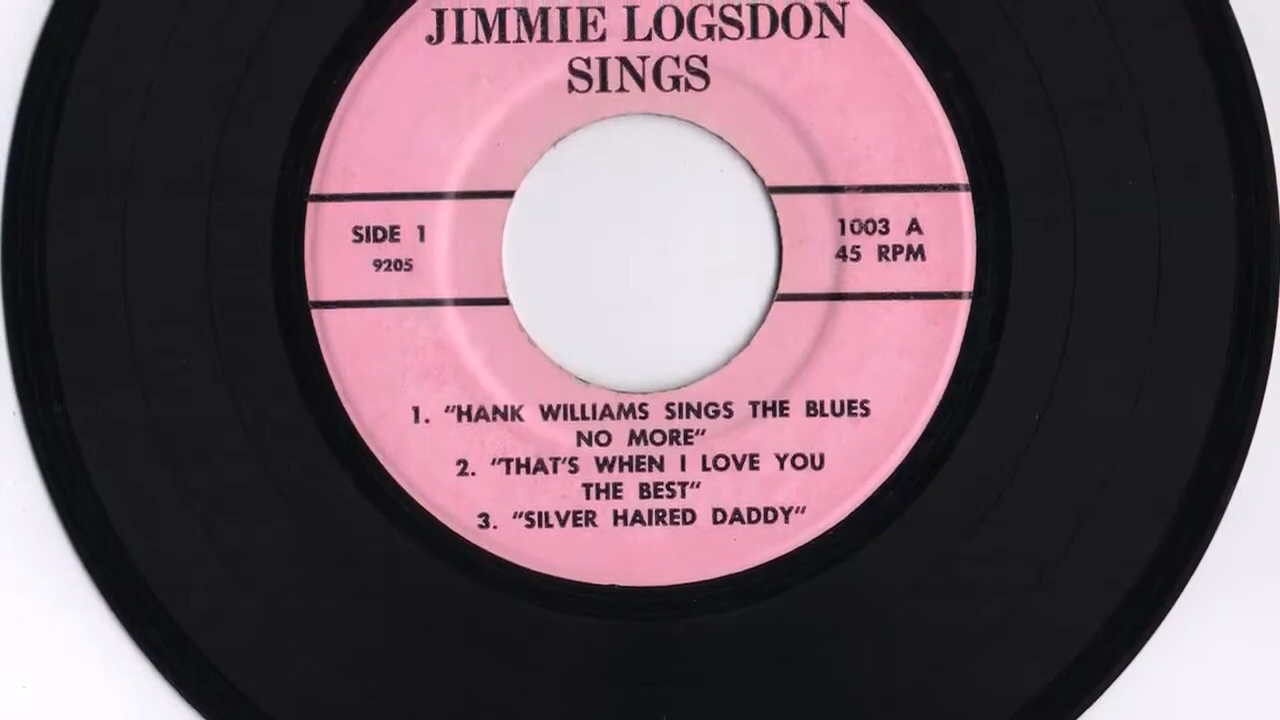 JIMMIE LOGSDON
SINGS
SIDE 1
9205
1003 A
45 RPM
1. "HANK WILLIAMS SINGS THE BLUES
NO MORE"
2. "THAT'S WHEN I LOVE YOU
THE BEST"
3. "SILVER HAIRED DADDY"